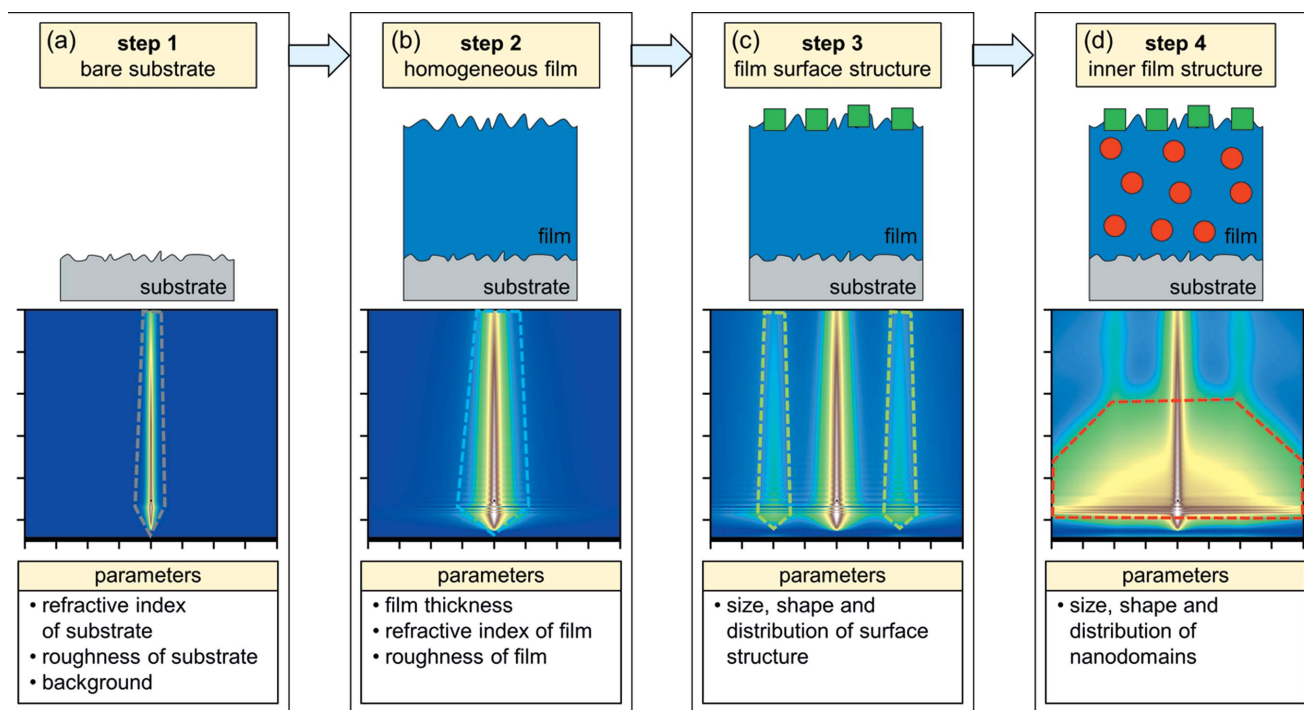 (a) step 1
bare substrate
substrate
parameters
• refractive index
of substrate
• roughness of substrate
• background
(b) step 2
homogeneous film
film
substrate
parameters
• film thickness
• refractive index of film
• roughness of film
(c) step 3
film surface structure
film
substrate
parameters
• size, shape and
distribution of surface
structure
(d) step 4
inner film structure
film
substrate
parameters
• size, shape and
distribution of
nanodomains